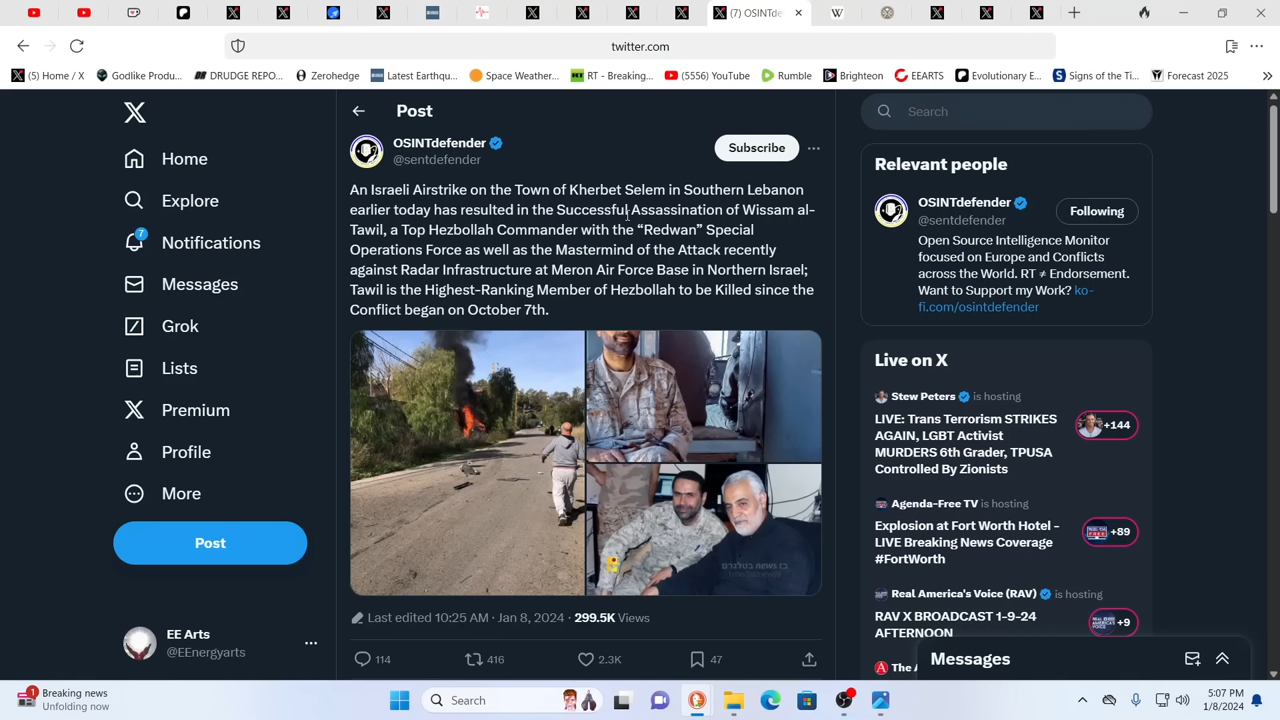 (7) OSINTde
twitter.com
(5) Home / X
Godlike Produ...
DRUDGE REPO...
Zerohedge
Latest Earthqu...
Space Weather...
RT - Breaking...
(5556) YouTube
Rumble
Brighteon
EEARTS
Evolutionary E...
Signs of the Ti...
Forecast 2025
Home
Explore
7
Notifications
Messages
Grok
Lists
Premium
Profile
More
Post
EE Arts
@EEnergyarts
Post
OSINTdefender
@sentdefender
Subscribe
An Israeli Airstrike on the Town of Kherbet Selem in Southern Lebanon
earlier today has resulted in the Successful Assassination of Wissam al-
Tawil, a Top Hezbollah Commander with the “Redwan” Special
Operations Force as well as the Mastermind of the Attack recently
against Radar Infrastructure at Meron Air Force Base in Northern Israel;
Tawil is the Highest-Ranking Member of Hezbollah to be Killed since the
Conflict began on October 7th.
Last edited 10:25 AM · Jan 8, 2024 · 299.5K Views
114
416
2.3K
47
Search
Relevant people
OSINTdefender
@sentdefender
Following
Open Source Intelligence Monitor
focused on Europe and Conflicts
across the World. RT ≠ Endorsement.
Want to Support my Work? ko-
fi.com/osintdefender
Live on X
Stew Peters is hosting
LIVE: Trans Terrorism STRIKES
AGAIN, LGBT Activist
MURDERS 6th Grader, TPUSA
Controlled By Zionists
+144
Agenda-Free TV is hosting
Explosion at Fort Worth Hotel -
LIVE Breaking News Coverage
#FortWorth
+89
Real America's Voice (RAV) is hosting
RAV X BROADCAST 1-9-24
AFTERNOON
+9
The A
Messages
1
Breaking news
Unfolding now
Search
5:07 PM
1/8/2024